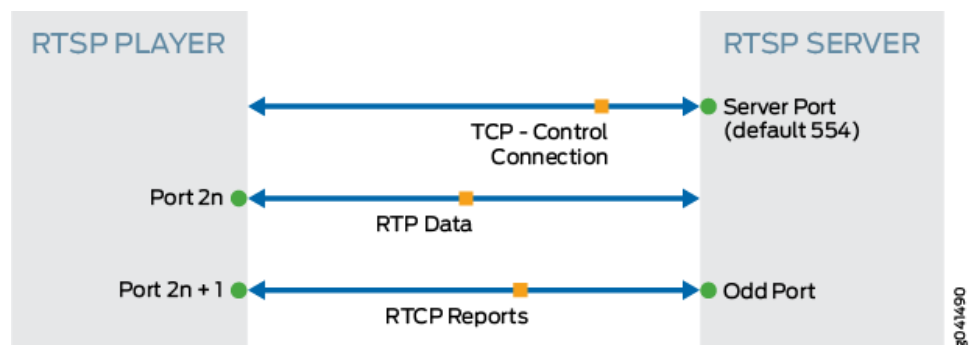 RTSP PLAYER
RTSP SERVER
Server Port
(default 554)
TCP - Control
Connection
Port 2n
RTP Data
Port 2n + 1
Odd Port
RTCP Reports
g041490